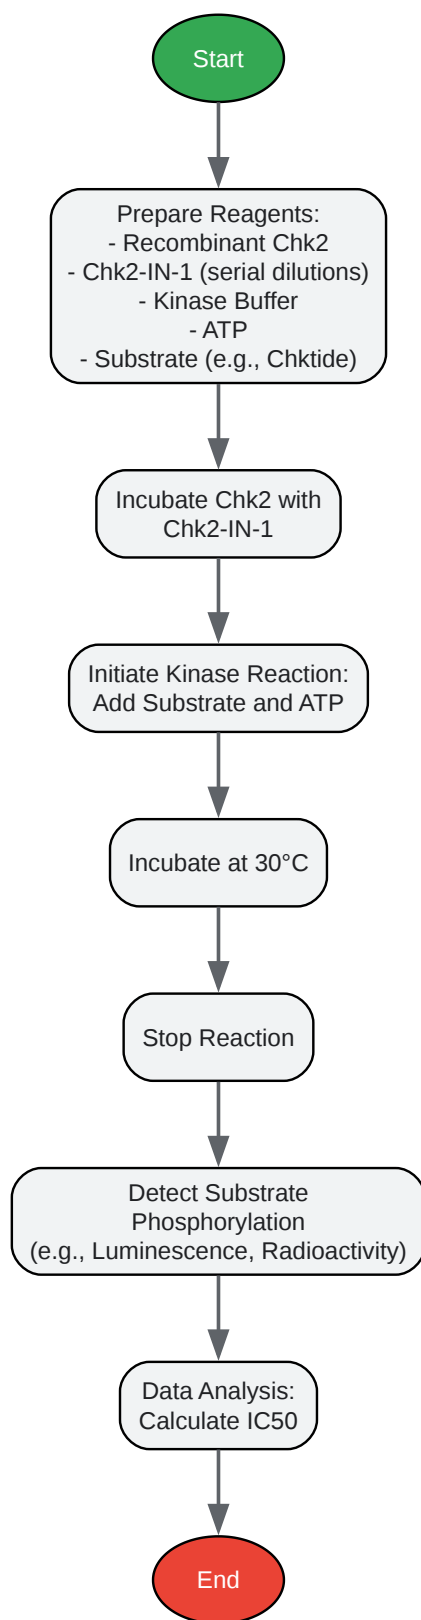 Start
Prepare Reagents:
- Recombinant Chk2
- Chk2-IN-1 (serial dilutions)
- Kinase Buffer
- ATP
- Substrate (e.g., Chktide)
Incubate Chk2 with
Chk2-IN-1
Initiate Kinase Reaction:
Add Substrate and ATP
Incubate at 30°C
Stop Reaction
Detect Substrate
Phosphorylation
(e.g., Luminescence, Radioactivity)
Data Analysis:
Calculate IC50
End